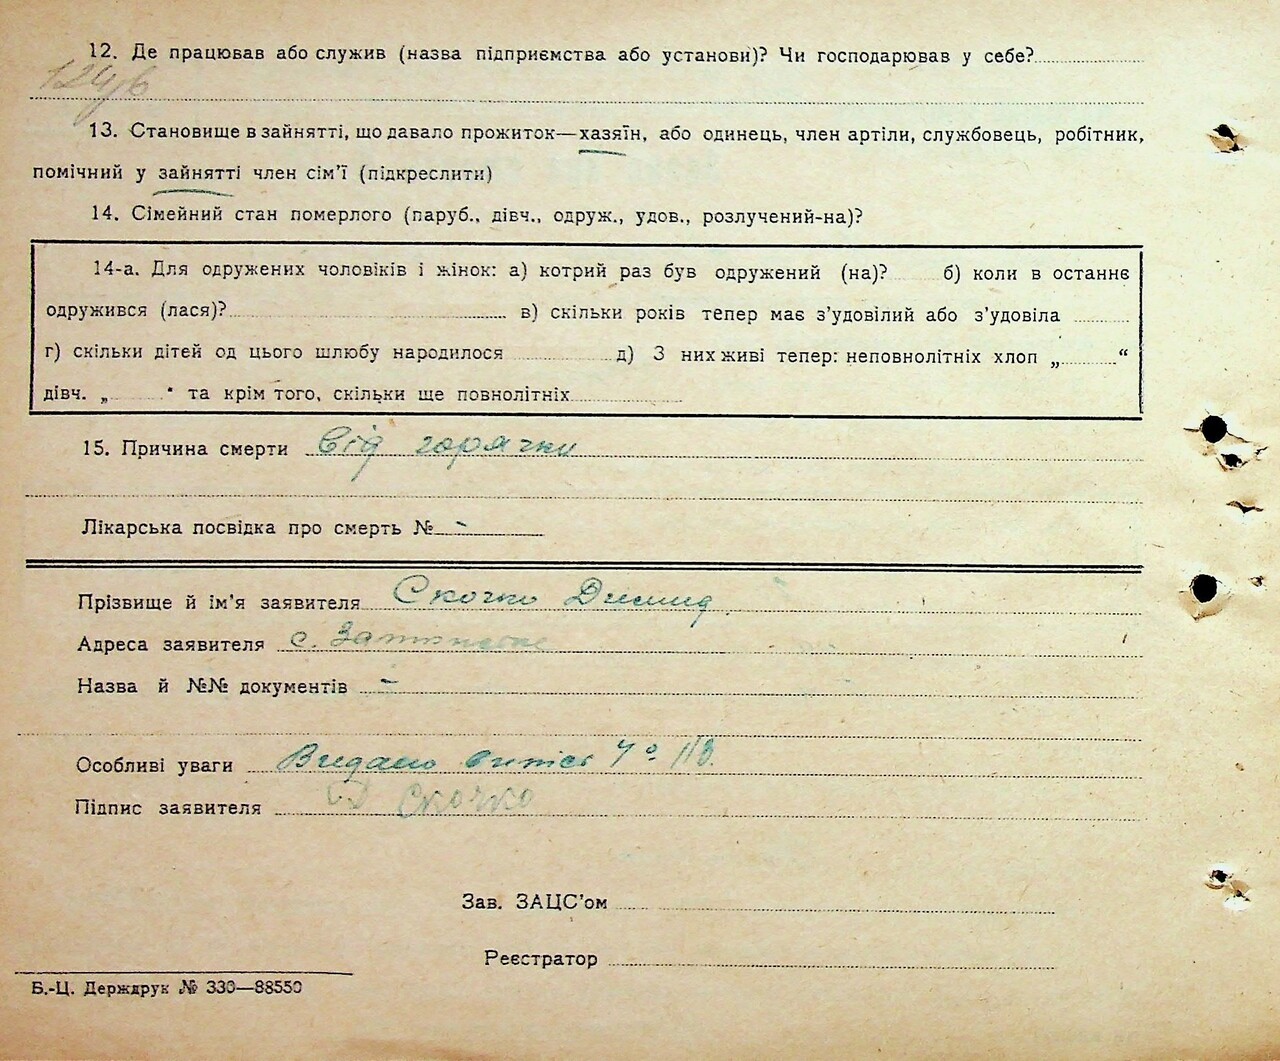 12. Де працював або служив (назва підприємства або установи)? Чи господарював у себе?
13. Становище в зайнятті, що давало прожиток—хазяїн, або одинець, член артіли, службовець, робітник,
помічний у зайнятті член сім’ї (підкреслити)
14. Сімейний стан померлого (паруб., дівч., одруж., удов., розлучений-на)?
14-а. Для одружених чоловіків і жінок: а) котрий раз був одружений (на)? б) коли в останнє
одружився (лася)? в) скільки років тепер має з’удовілий або з’удовіла
г) скільки дітей од цього шлюбу народилося д) З них живі тепер: неповнолітніх хлоп „ “
дівч. „ “ та крім того, скільки ще повнолітніх
15. Причина смерти від горячки
Лікарська посвідка про смерть № -
Прізвище й ім’я заявителя Скочко Демид
Адреса заявителя с.
Назва й №№ документів -
Особливі уваги Видано
Підпис заявителя Скочко
Зав. ЗАЦС’ом
Реєстратор
Б.-Ц. Держдрук № 330—88550